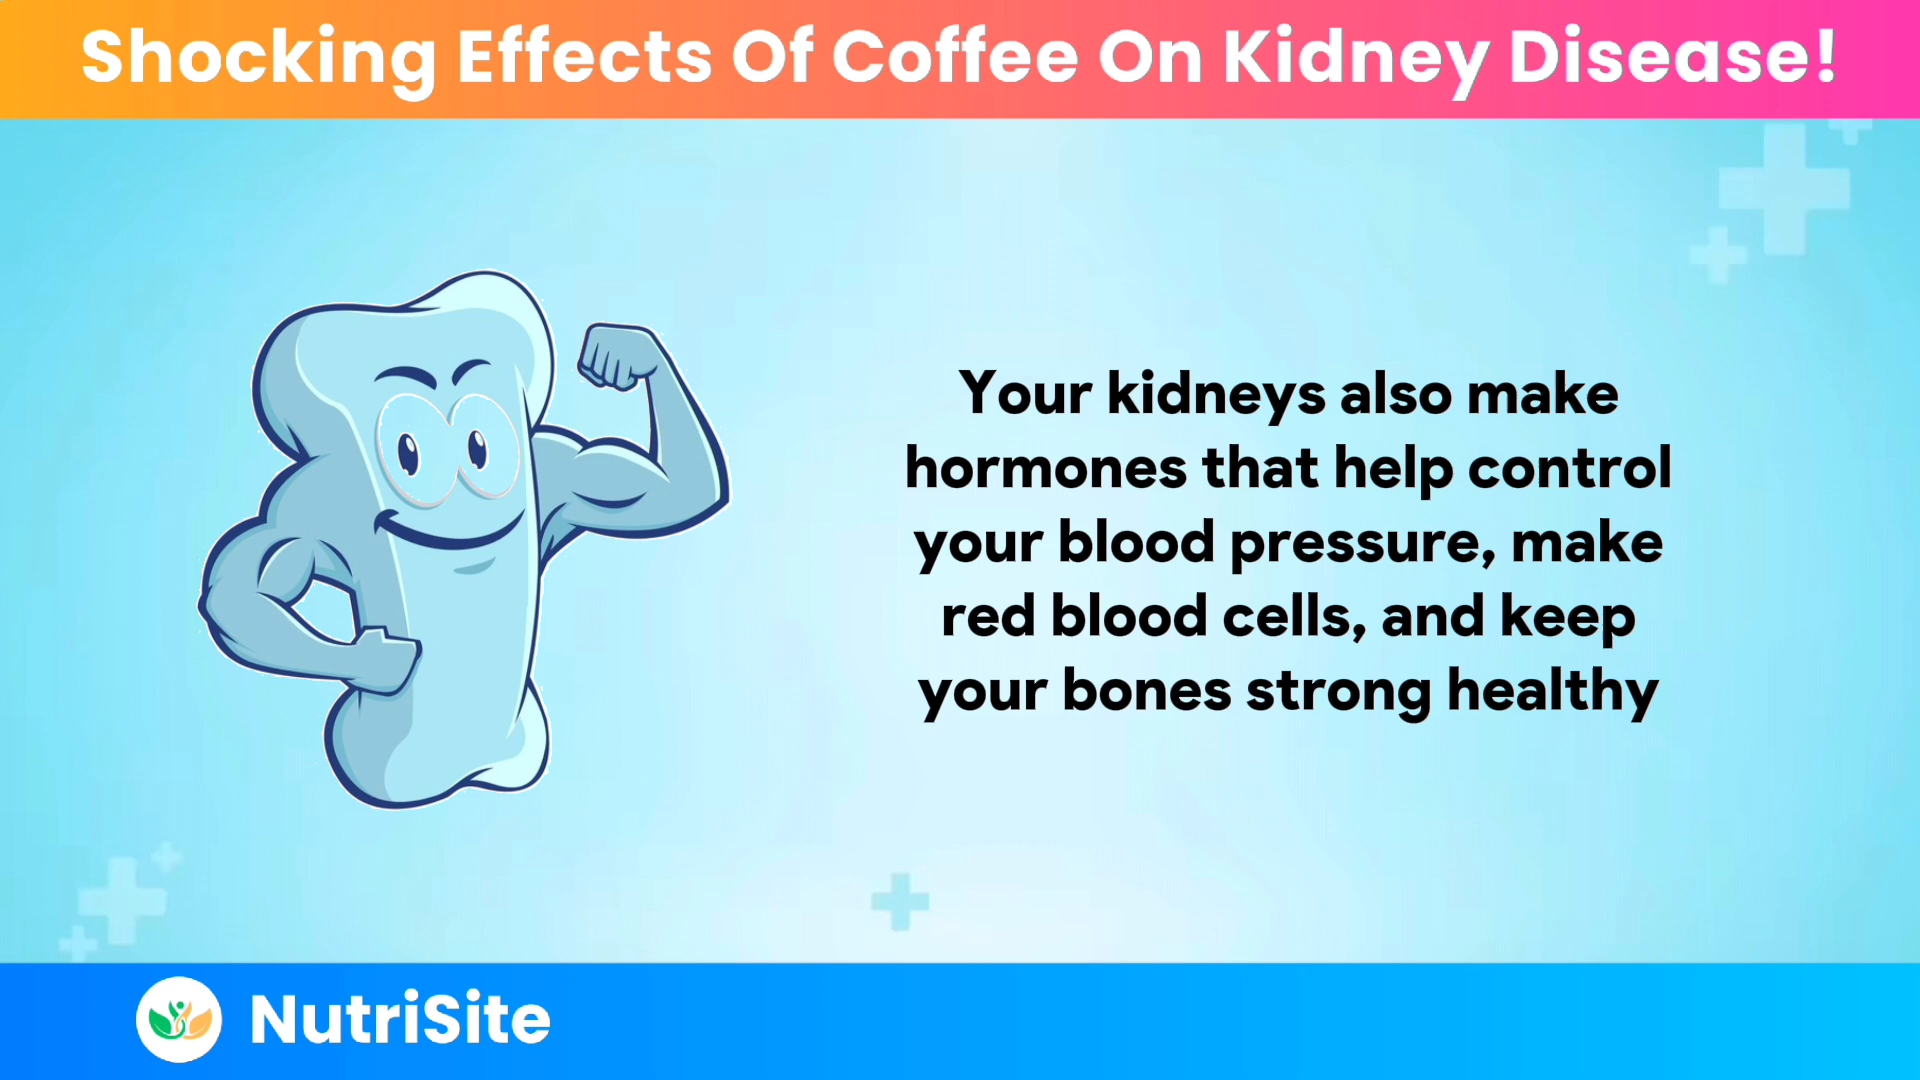 Shocking Effects Of Coffee On Kidney Disease!
Your kidneys also make
hormones that help control
your blood pressure, make
red blood cells, and keep
your bones strong healthy
NutriSite